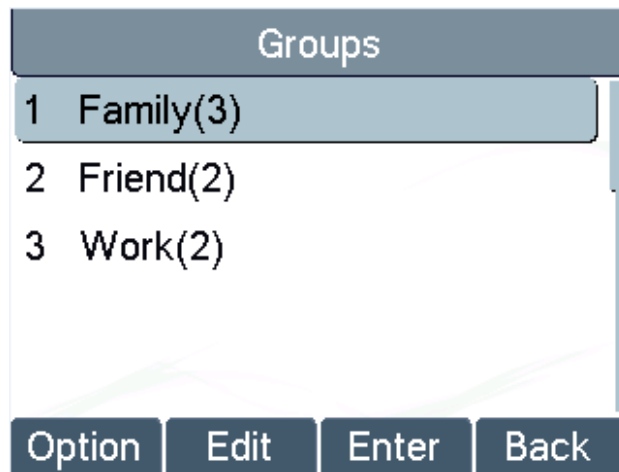 Groups
1 Family(3)
2 Friend(2)
3 Work(2)
Option Edit Enter Back